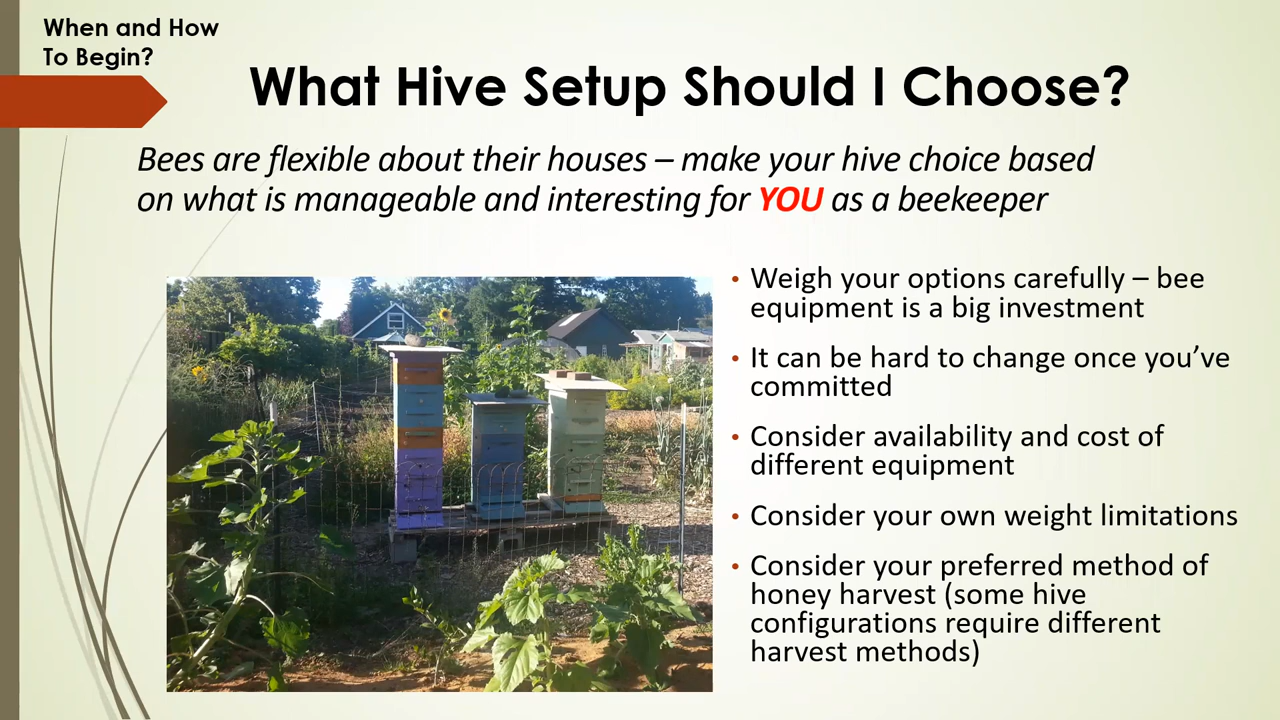 When and How
To Begin?
What Hive Setup Should I Choose?
Bees are flexible about their houses – make your hive choice based
on what is manageable and interesting for YOU as a beekeeper
• Weigh your options carefully – bee
equipment is a big investment
• It can be hard to change once you’ve
committed
• Consider availability and cost of
different equipment
• Consider your own weight limitations
• Consider your preferred method of
honey harvest (some hive
configurations require different
harvest methods)